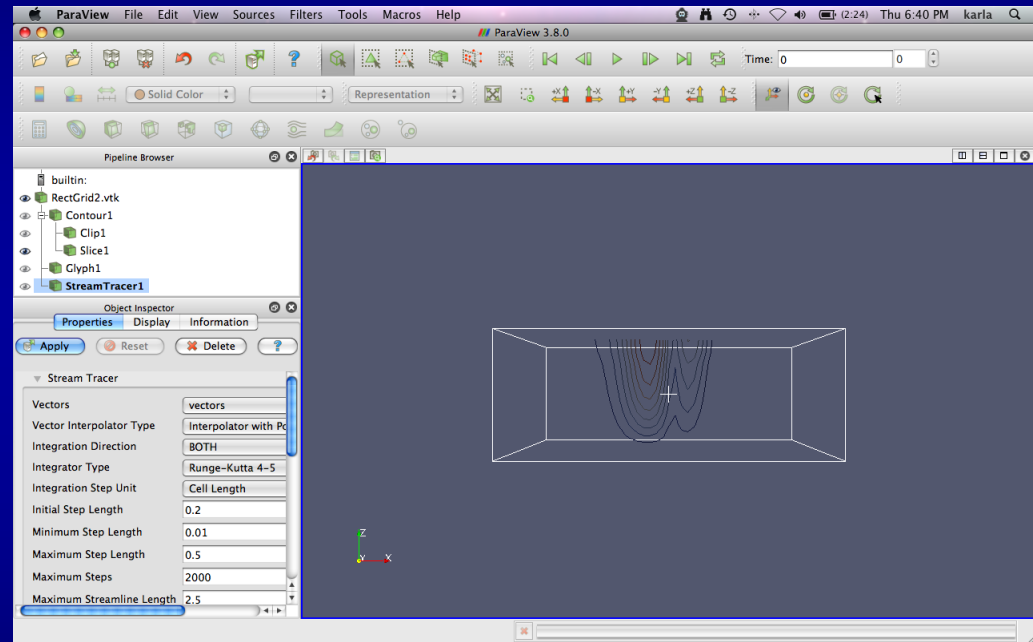 ParaView File Edit View Sources Filters Tools Macros Help (2:24) Thu 6:40 PM karla
ParaView 3.8.0
Time: 0 0
Solid Color Representation +X -X +Y -Y +Z -Z
Pipeline Browser
builtin:
RectGrid2.vtk
Contour1
Clip1
Slice1
Glyph1
StreamTracer1
Object Inspector
Properties Display Information
Apply Reset Delete ?
Stream Tracer
Vectors vectors
Vector Interpolator Type Interpolator with Po
Integration Direction BOTH
Integrator Type Runge-Kutta 4-5
Integration Step Unit Cell Length
Initial Step Length 0.2
Minimum Step Length 0.01
Maximum Step Length 0.5
Maximum Steps 2000
Maximum Streamline Length 2.5
Z
Y X